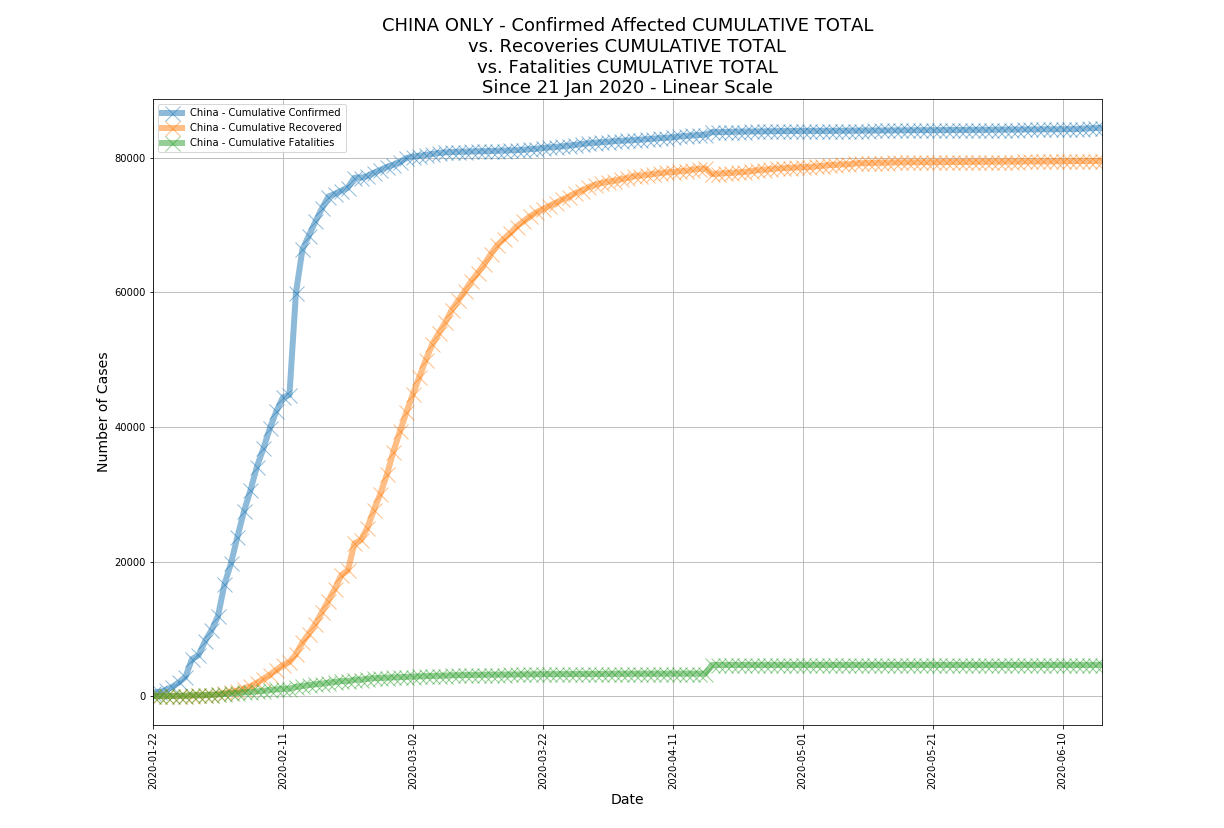 CHINA ONLY - Confirmed Affected CUMULATIVE TOTAL
vs. Recoveries CUMULATIVE TOTAL
vs. Fatalities CUMULATIVE TOTAL
Since 21 Jan 2020 - Linear Scale
China - Cumulative Confirmed
China - Cumulative Recovered
China - Cumulative Fatalities
Number of Cases
80000
60000
40000
20000
0
2020-01-22
2020-02-11
2020-03-02
2020-03-22
2020-04-11
2020-05-01
2020-05-21
2020-06-10
Date